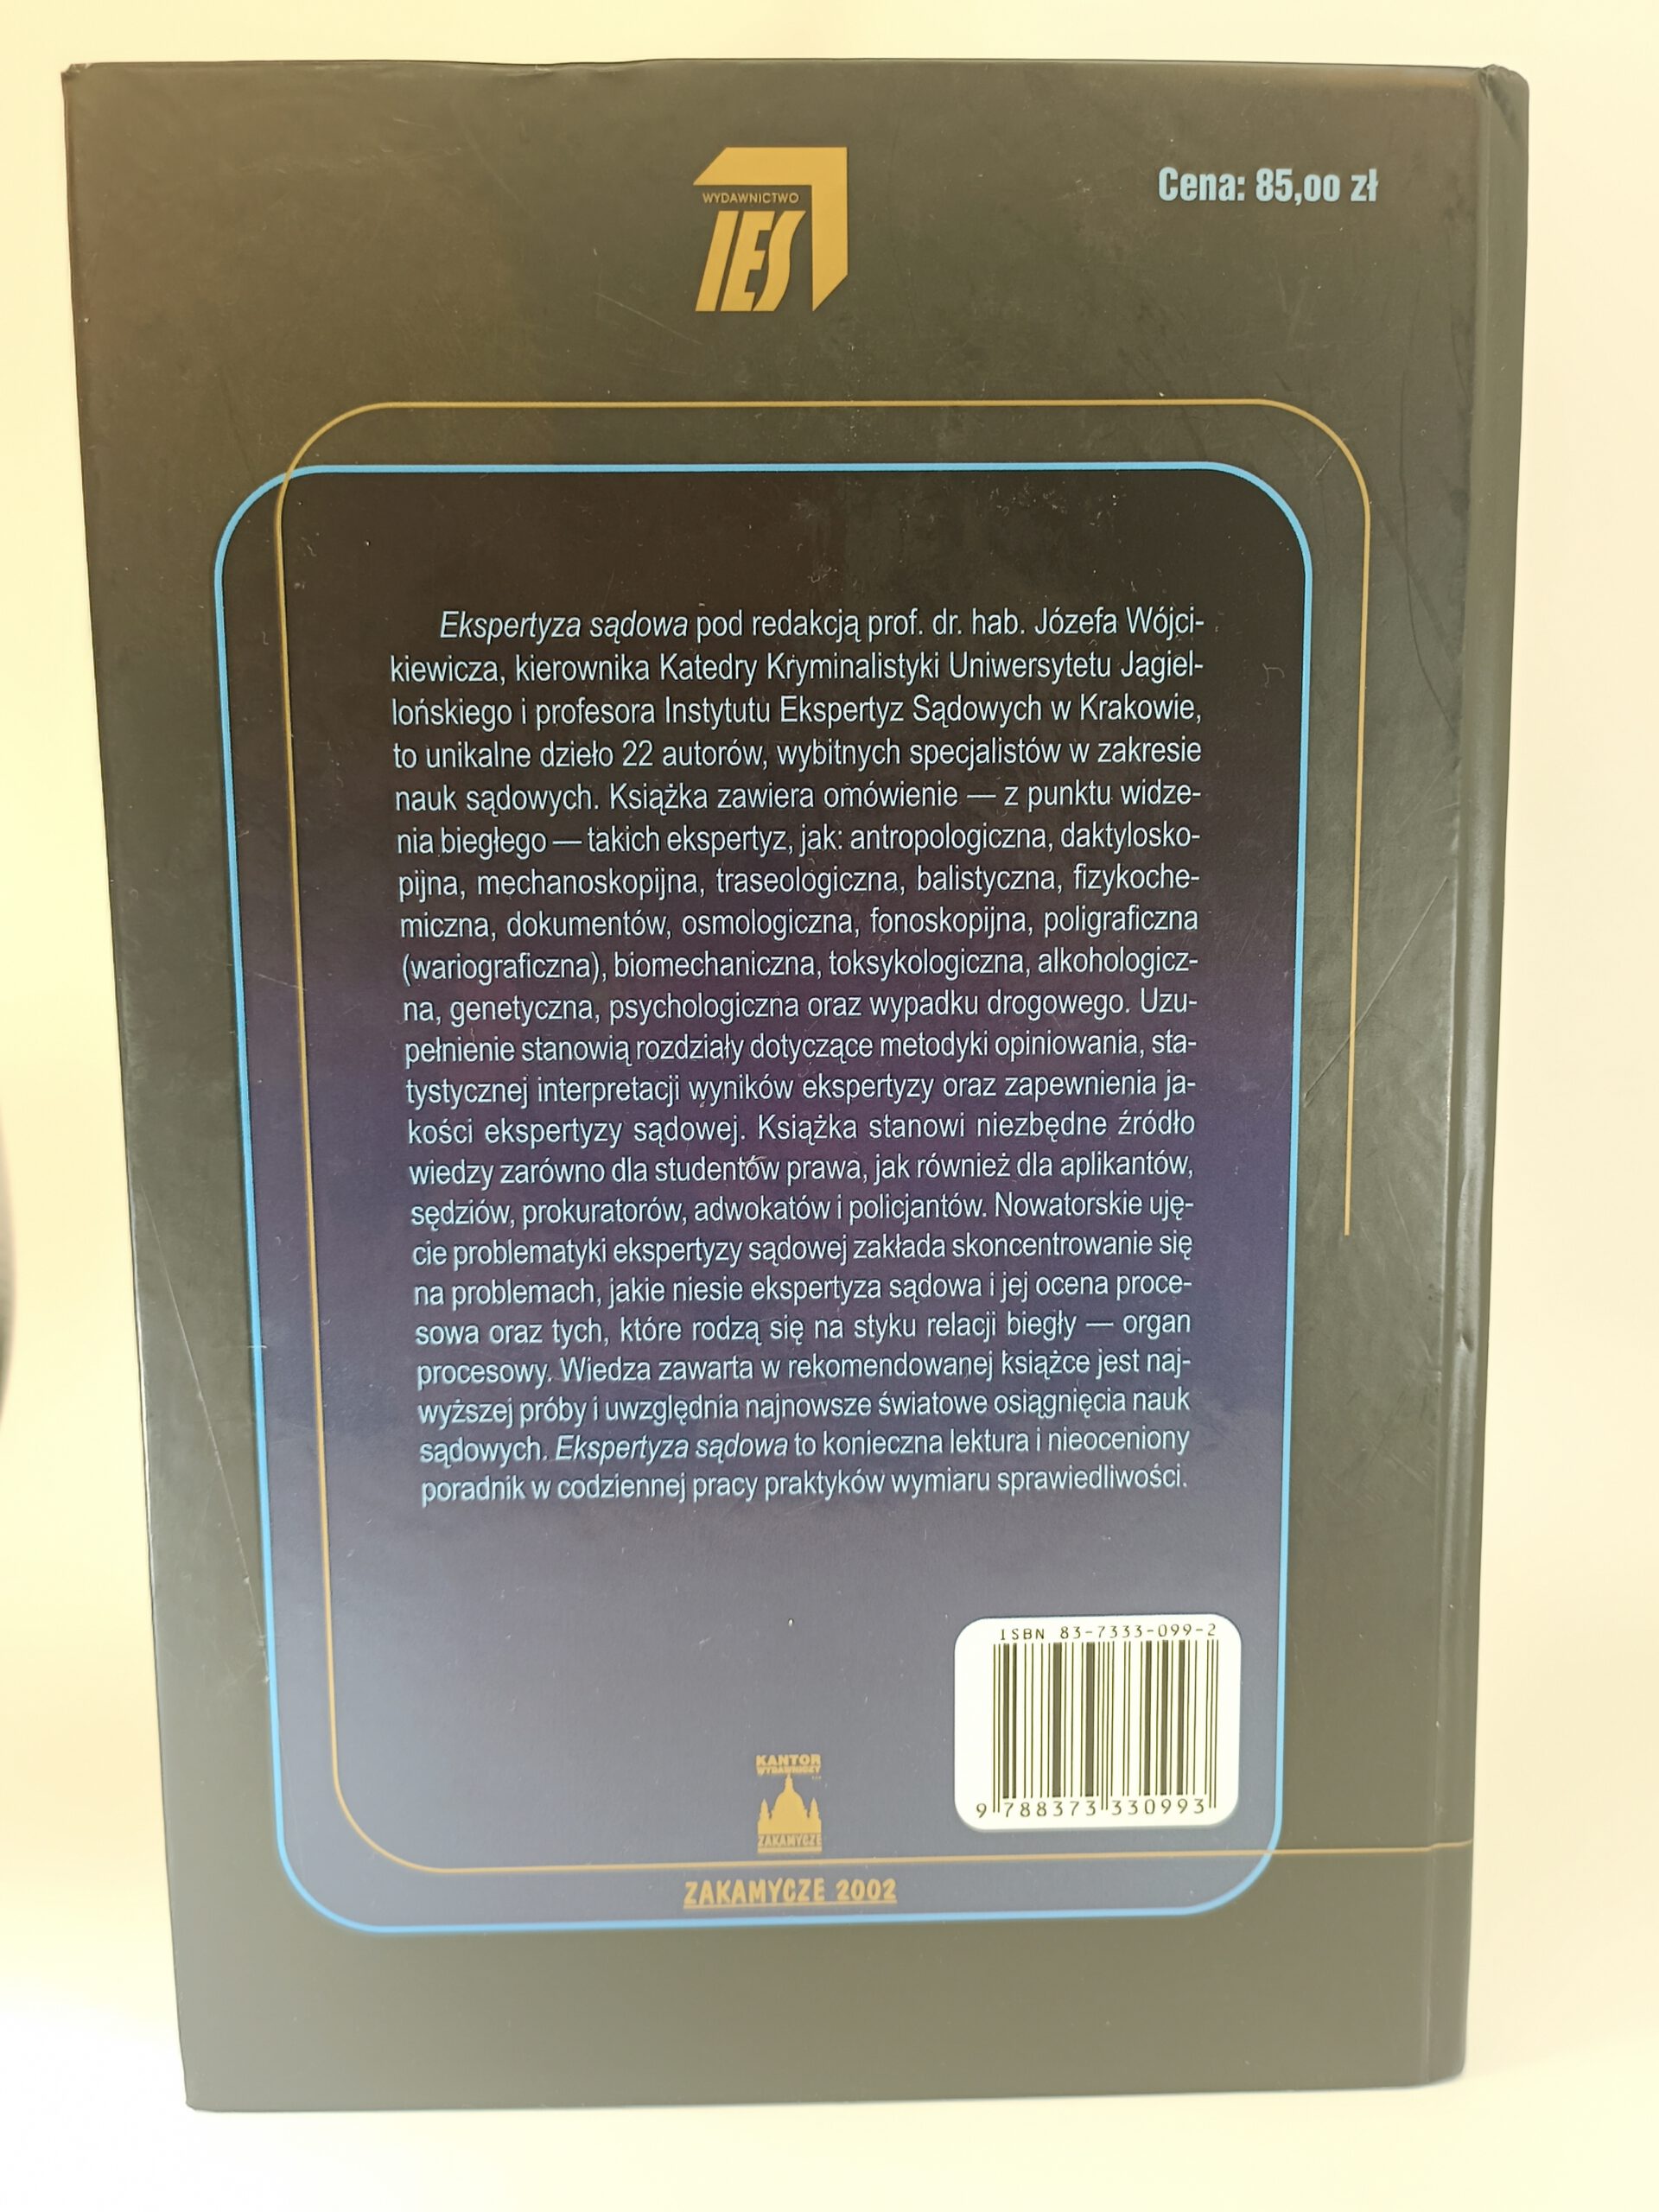 WYDAWNICTWO
IES
Cena: 85,00 zł
Ekspertyza sądowa pod redakcją prof. dr. hab. Józefa Wójci-
kiewicza, kierownika Katedry Kryminalistyki Uniwersytetu Jagiel-
lońskiego i profesora Instytutu Ekspertyz Sądowych w Krakowie,
to unikalne dzieło 22 autorów, wybitnych specjalistów w zakresie
nauk sądowych. Książka zawiera omówienie — z punktu widze-
nia biegłego — takich ekspertyz, jak: antropologiczna, daktylosko-
pijna, mechanoskopijna, traseologiczna, balistyczna, fizykoche-
miczna, dokumentów, osmologiczna, fonoskopijna, poligraficzna
(wariograficzna), biomechaniczna, toksykologiczna, alkohologicz-
na, genetyczna, psychologiczna oraz wypadku drogowego. Uzu-
pełnienie stanowią rozdziały dotyczące metodyki opiniowania, sta-
tystycznej interpretacji wyników ekspertyzy oraz zapewnienia ja-
kości ekspertyzy sądowej. Książka stanowi niezbędne źródło
wiedzy zarówno dla studentów prawa, jak również dla aplikantów,
sędziów, prokuratorów, adwokatów i policjantów. Nowatorskie uję-
cie problematyki ekspertyzy sądowej zakłada skoncentrowanie się
na problemach, jakie niesie ekspertyza sądowa i jej ocena proce-
sowa oraz tych, które rodzą się na styku relacji biegły — organ
procesowy. Wiedza zawarta w rekomendowanej książce jest naj-
wyższej próby i uwzględnia najnowsze światowe osiągnięcia nauk
sądowych. Ekspertyza sądowa to konieczna lektura i nieoceniony
poradnik w codziennej pracy praktyków wymiaru sprawiedliwości.
ISBN 83-7333-099-2
9 788373 330993
KANTOR
WYDAWNICZY
ZAKAMYCZE
ZAKAMYCZE 2002